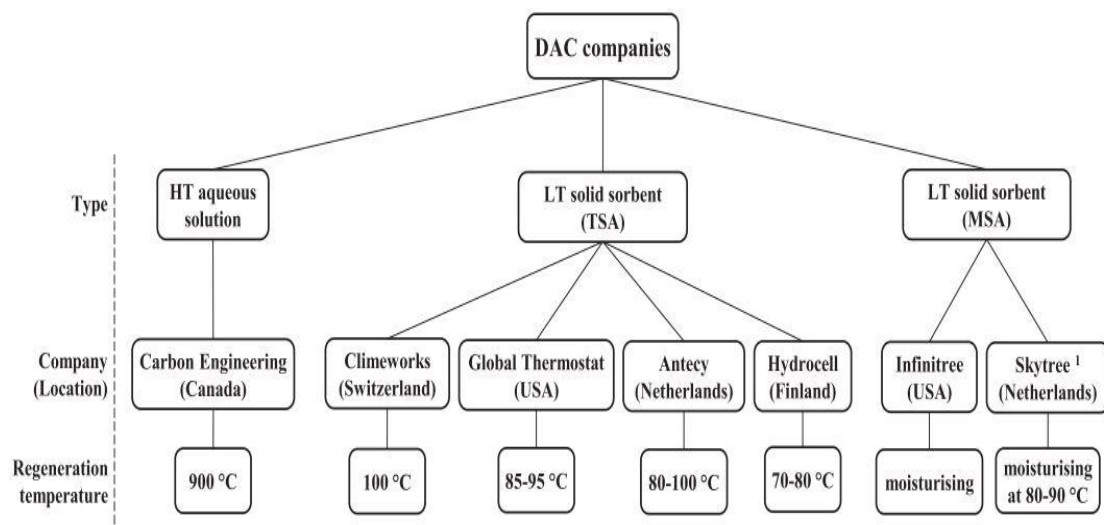 DAC companies
Type
HT aqueous
solution
LT solid sorbent
(TSA)
LT solid sorbent
(MSA)
Company
(Location)
Carbon Engineering
(Canada)
Climeworks
(Switzerland)
Global Thermostat
(USA)
Antecy
(Netherlands)
Hydrocell
(Finland)
Infinitree
(USA)
Skytree ¹
(Netherlands)
Regeneration
temperature
900 °C
100 °C
85-95 °C
80-100 °C
70-80 °C
moisturising
moisturising
at 80-90 °C